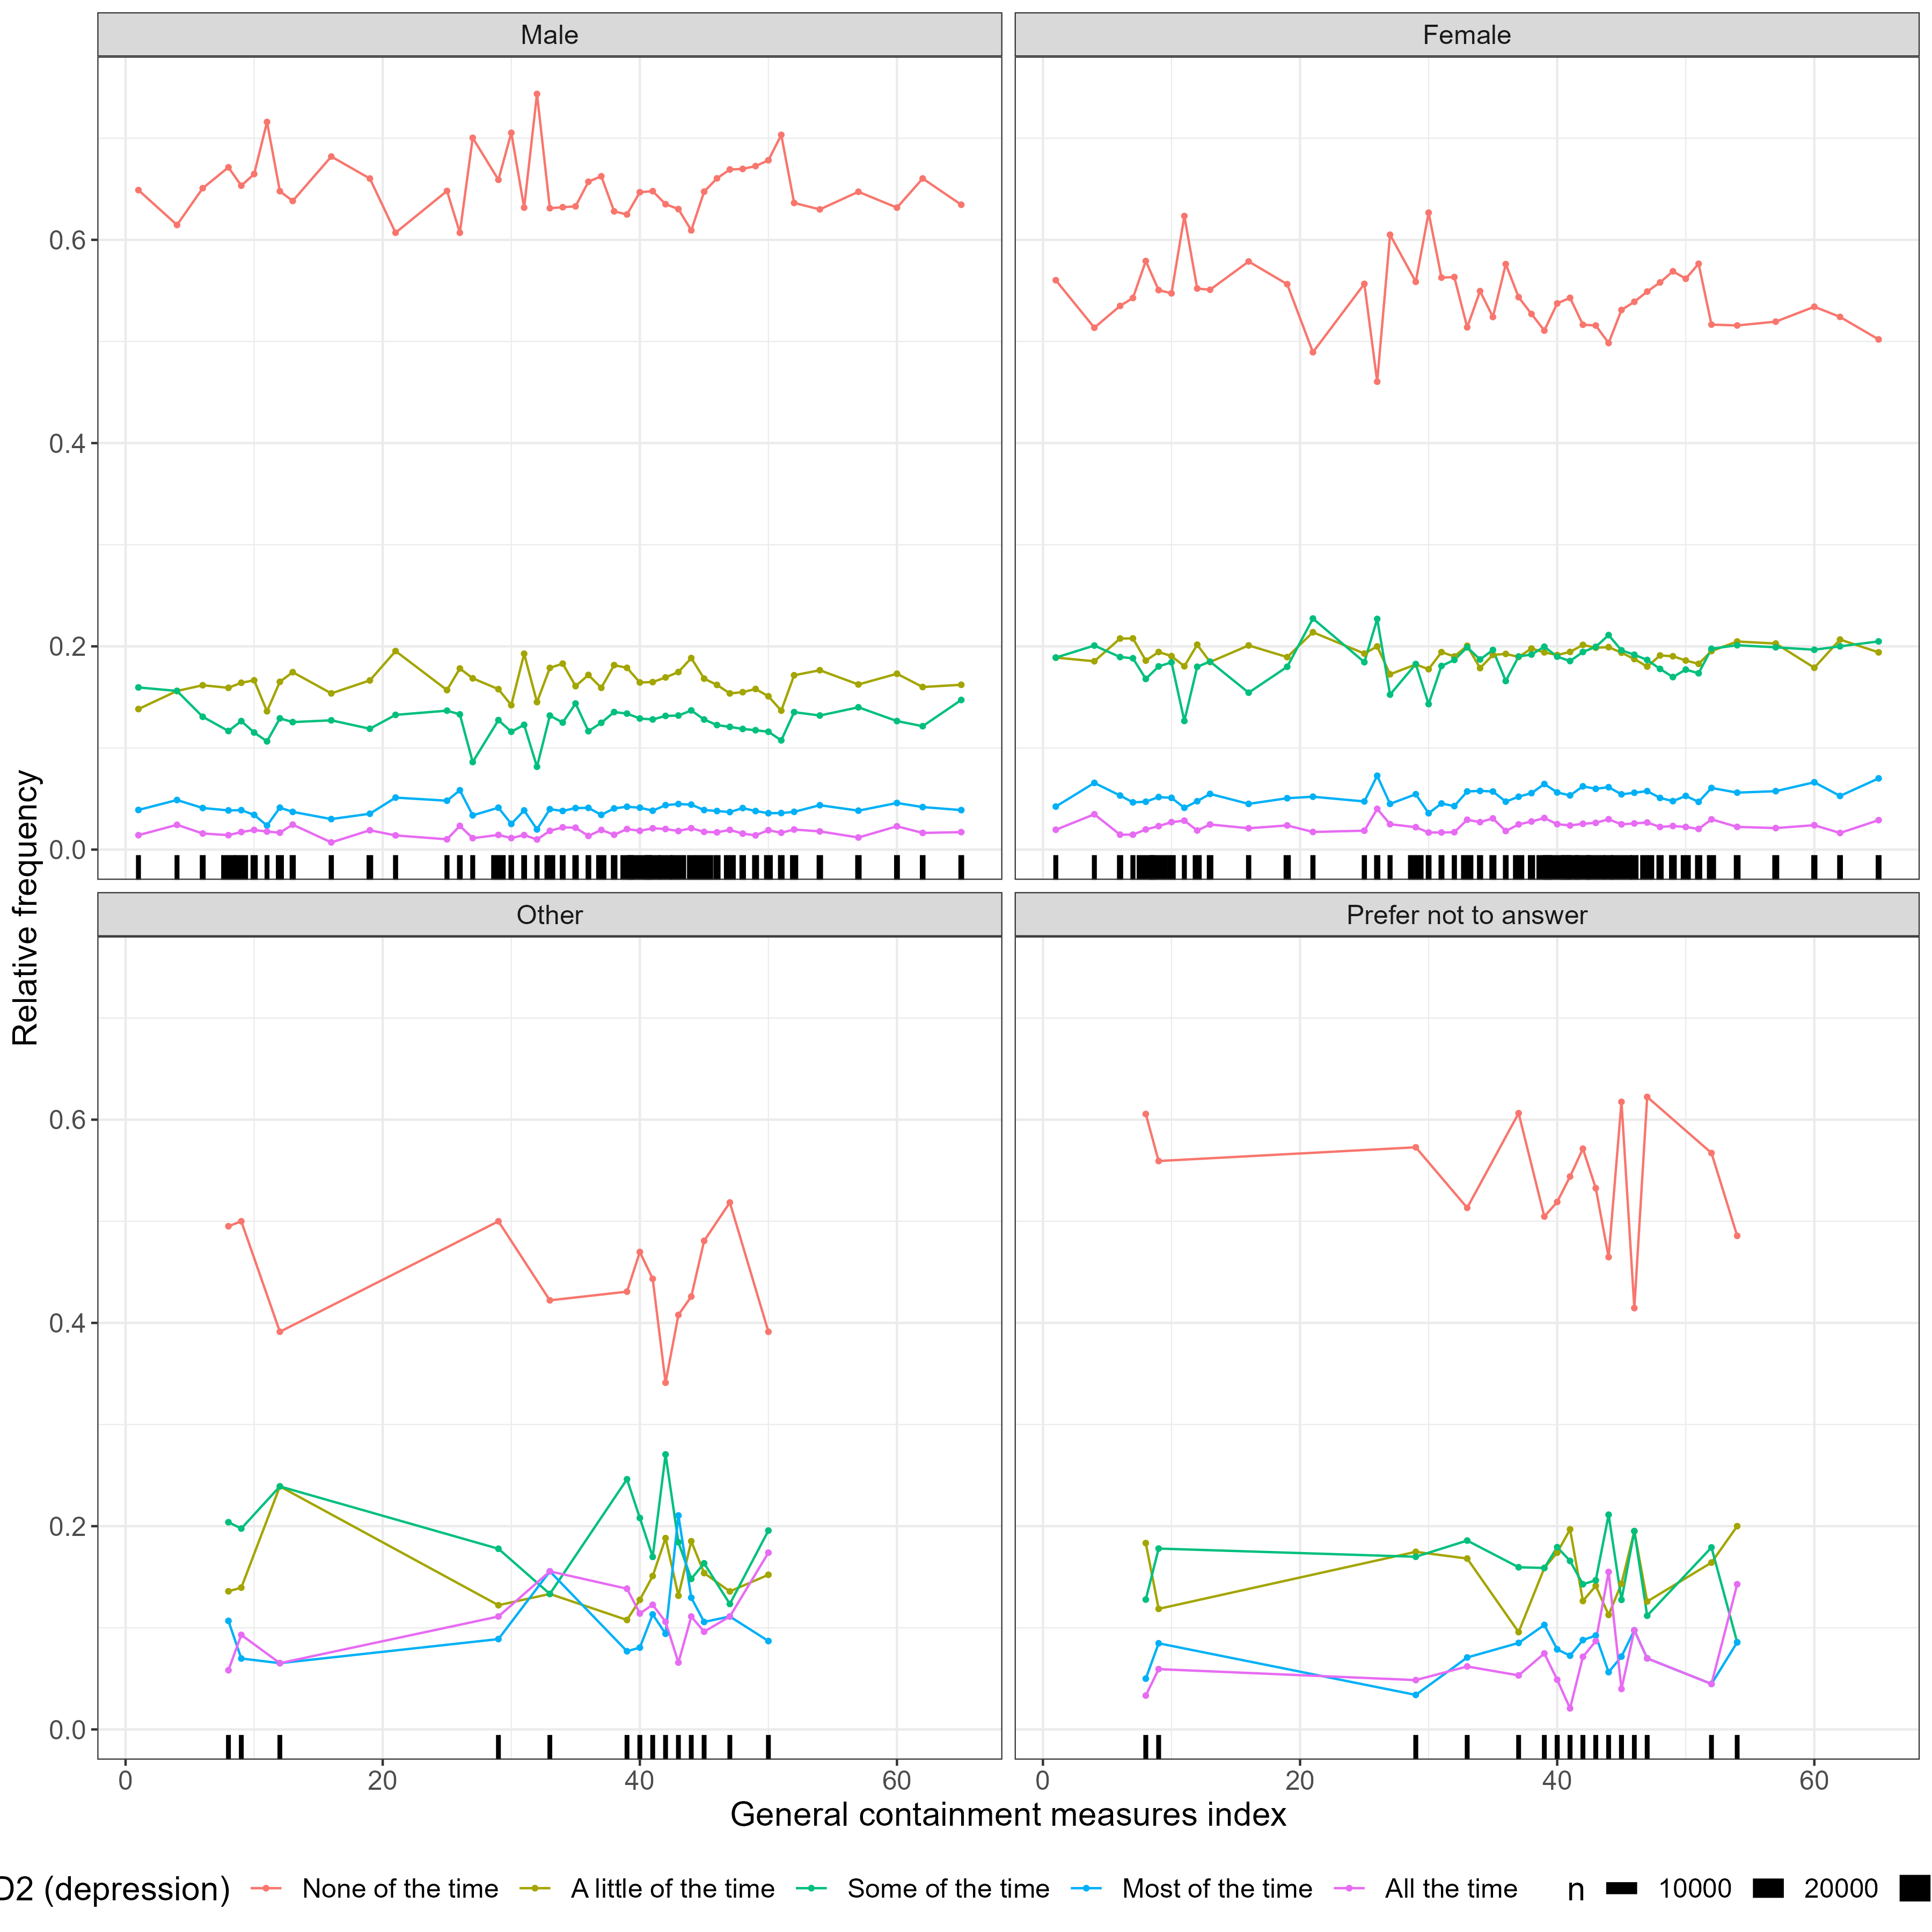 Male
Female
0.6
0.4
0.2
0.0
Other
Prefer not to answer
Relative frequency
0.6
0.4
0.2
0.0
0 20 40 60
0 20 40 60
General containment measures index
D2 (depression) None of the time A little of the time Some of the time Most of the time All the time n 10000 20000